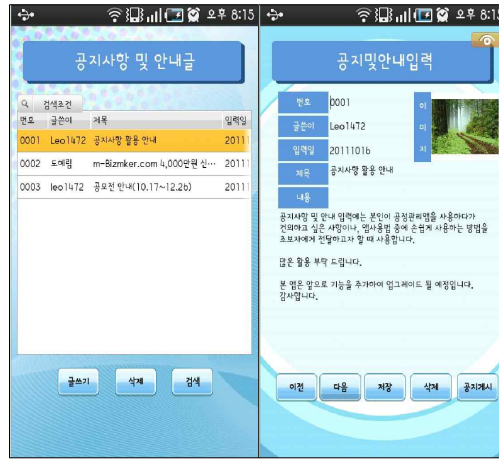 오후 8:15
공지사항 및 안내글
검색조건
번호 글쓴이 제목 입력일
0001 Leo1472 공지사항 활용 안내 20111
0002 도메림 m-Bizmker.com 4,000만원 신… 20111
0003 leo1472 공모전 안내(10.17~12.26) 20111
글쓰기 삭제 검색
오후 8:15
공지및안내입력
번호 0001
글쓴이 Leo1472
입력일 20111016
제목 공지사항 활용 안내
내용
이
미
지
공지사항 및 안내 입력에는 본인이 공정관리앱을 사용하다가
건의하고 싶은 사항이나, 앱사용법 중에 손쉽게 사용하는 방법을
초보자에게 전달하고자 할 때 사용합니다.
많은 활용 부탁 드립니다.
본 앱은 앞으로 기능을 추가하여 업그레이드 될 예정입니다.
감사합니다.
이전 다음 저장 삭제 공지게시